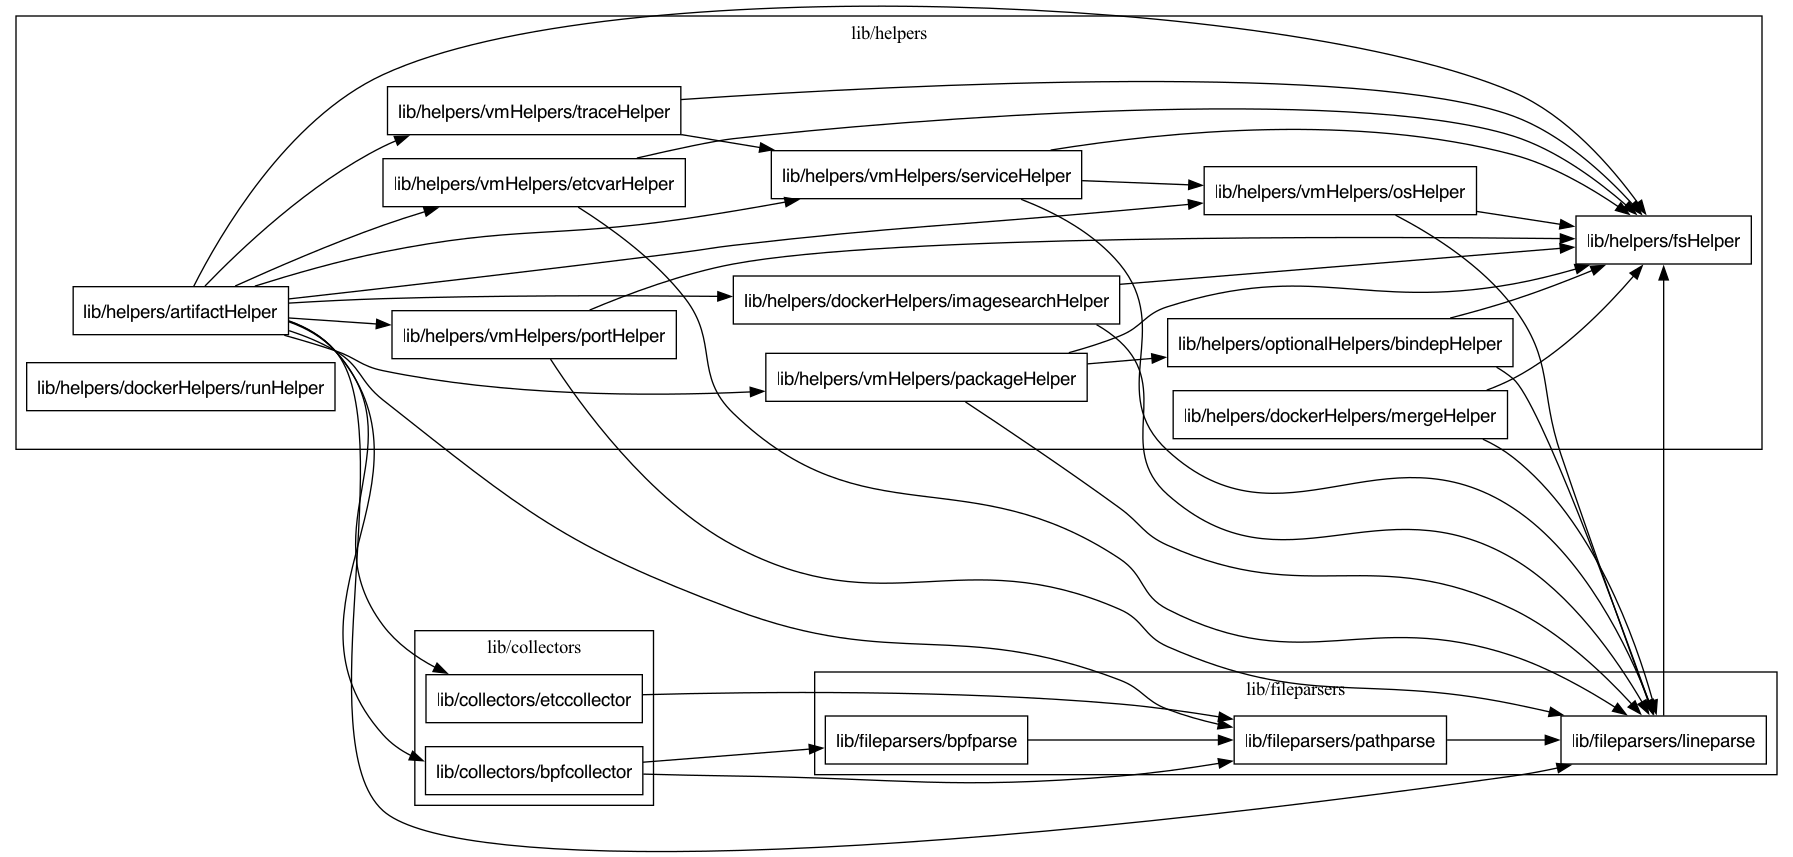 lib/helpers
lib/helpers/vmHelpers/traceHelper
lib/helpers/vmHelpers/etcvarHelper
lib/helpers/vmHelpers/serviceHelper
lib/helpers/vmHelpers/osHelper
lib/helpers/fsHelper
lib/helpers/artifactHelper
lib/helpers/dockerHelpers/imagesearchHelper
lib/helpers/vmHelpers/portHelper
lib/helpers/optionalHelpers/bindepHelper
lib/helpers/vmHelpers/packageHelper
lib/helpers/dockerHelpers/runHelper
lib/helpers/dockerHelpers/mergeHelper
lib/collectors
lib/collectors/etccollector
lib/collectors/bpfcollector
lib/fileparsers
lib/fileparsers/bpfparse
lib/fileparsers/pathparse
lib/fileparsers/lineparse